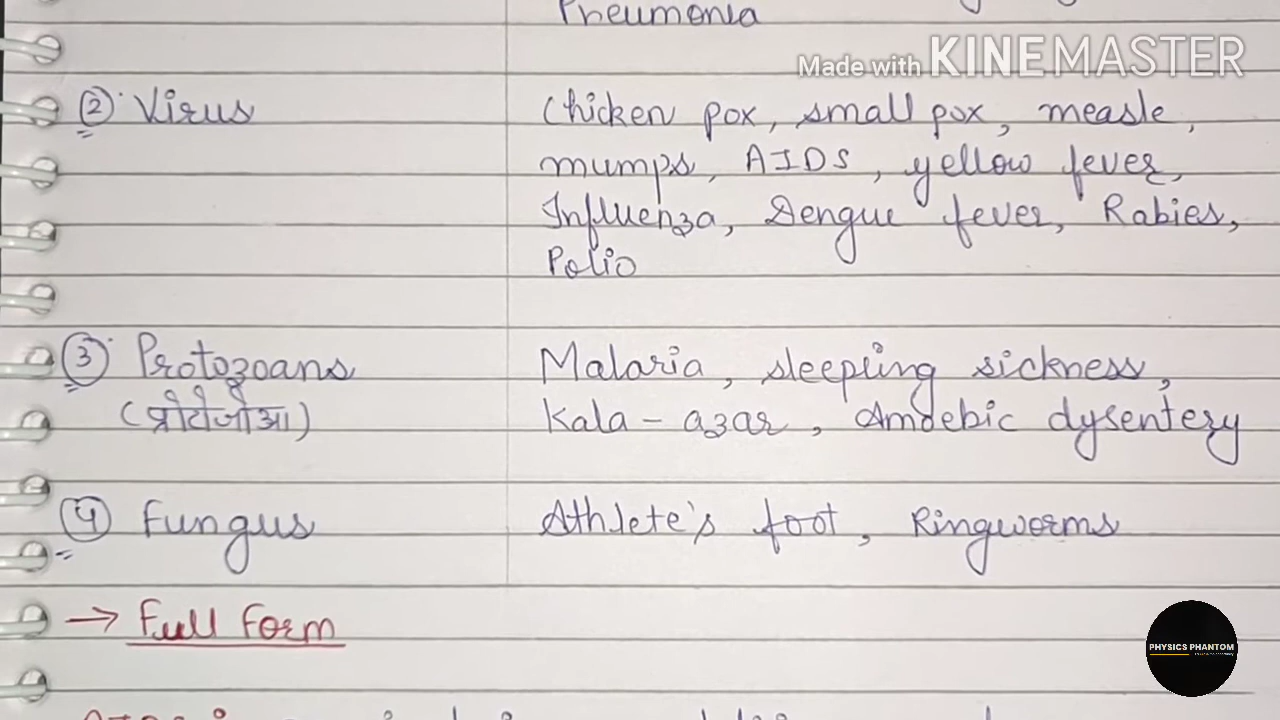 Pneumonia
Made with KINEMASTER
② Virus Chicken pox, small pox, measle,
mumps, AIDS, yellow fever,
Influenza, Dengue fever, Rabies,
Polio
③ Protozoans Malaria, sleeping sickness,
(प्रोटोजोआ) Kala-azar, Amoebic dysentery
④ Fungus Athlete's foot, Ringworms
→ Full Form
PHYSICS PHANTOM